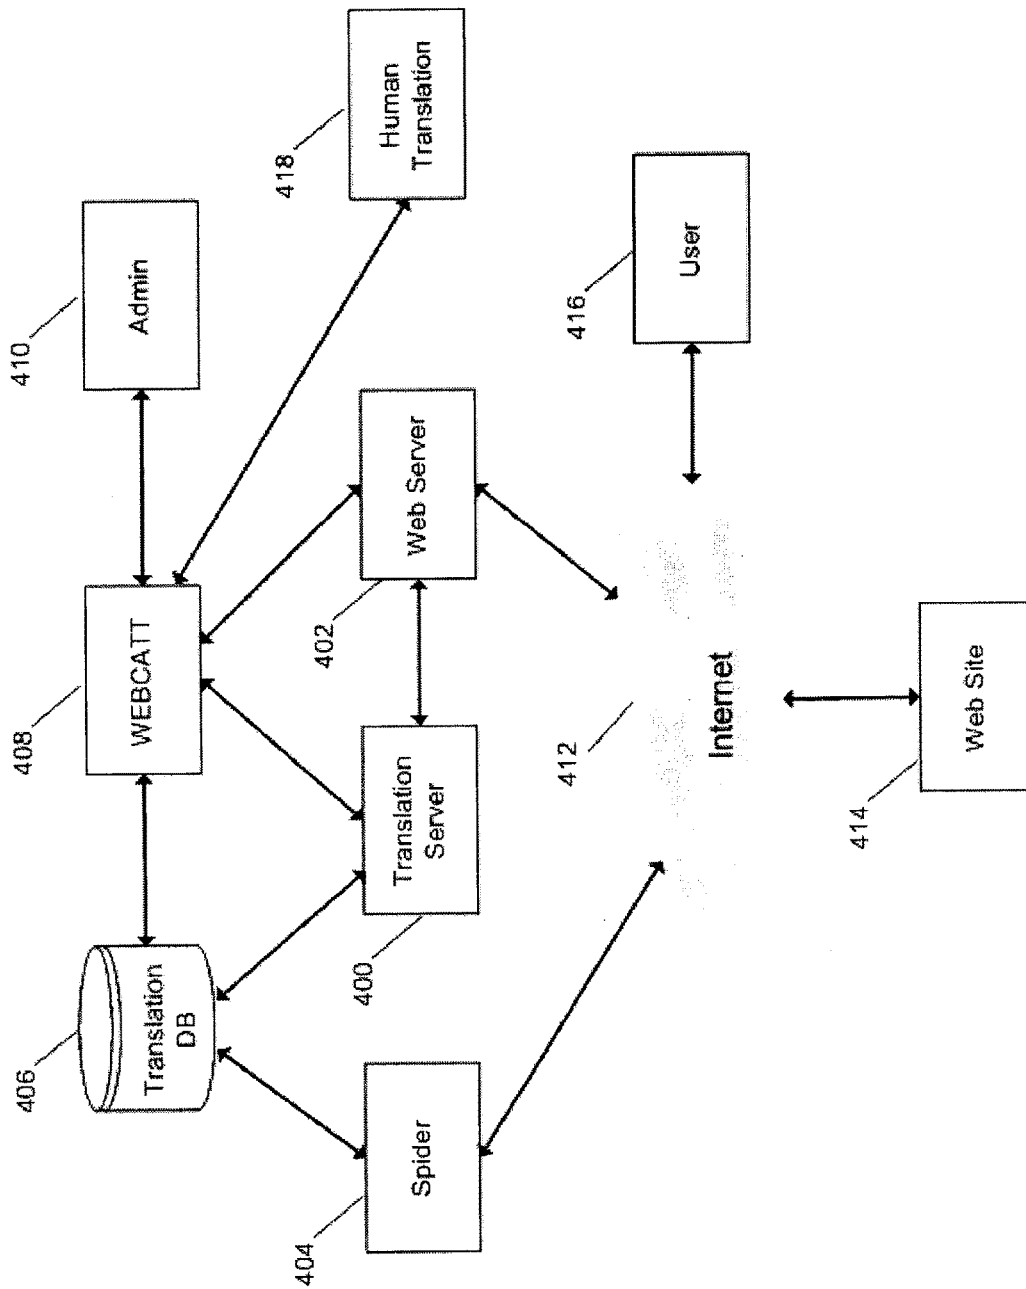 406
Translation
DB
408
WEBCATT
410
Admin
404
Spider
400
Translation
Server
402
Web Server
418
Human
Translation
412
Internet
416
User
414
Web Site